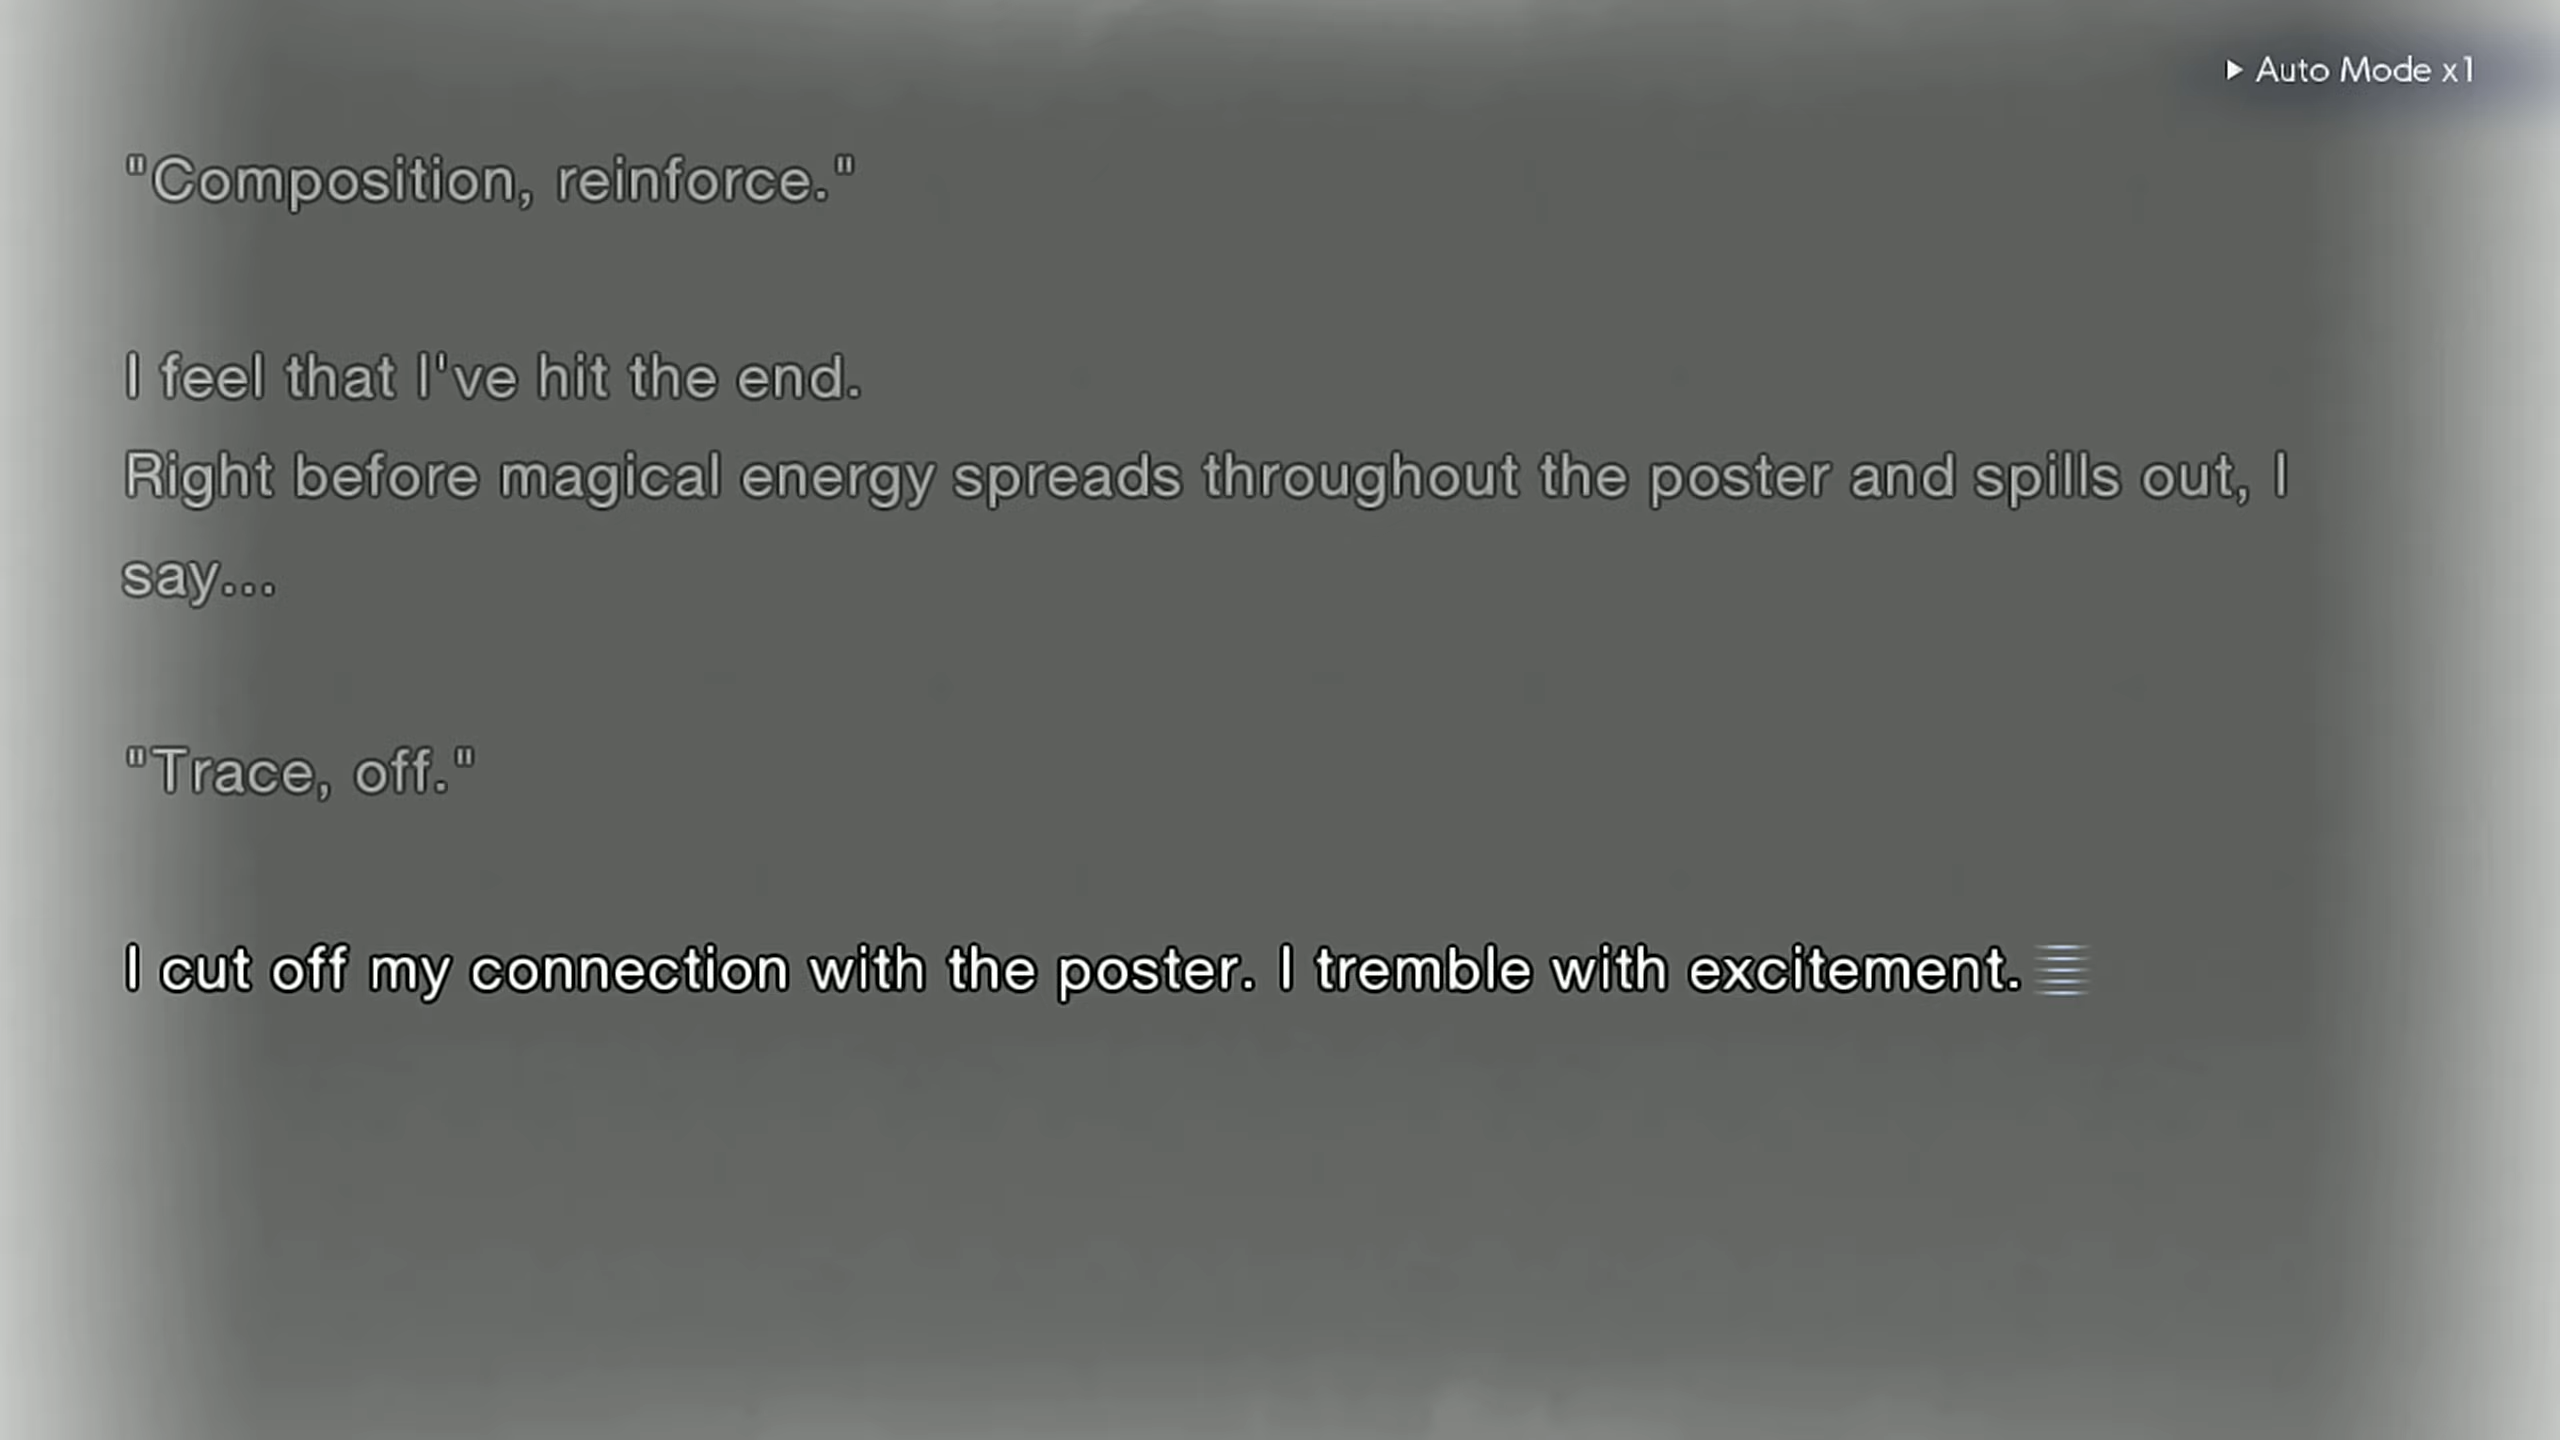 Auto Mode x1
"Composition, reinforce."
I feel that I've hit the end.
Right before magical energy spreads throughout the poster and spills out, I
say...
"Trace, off."
I cut off my connection with the poster. I tremble with excitement.